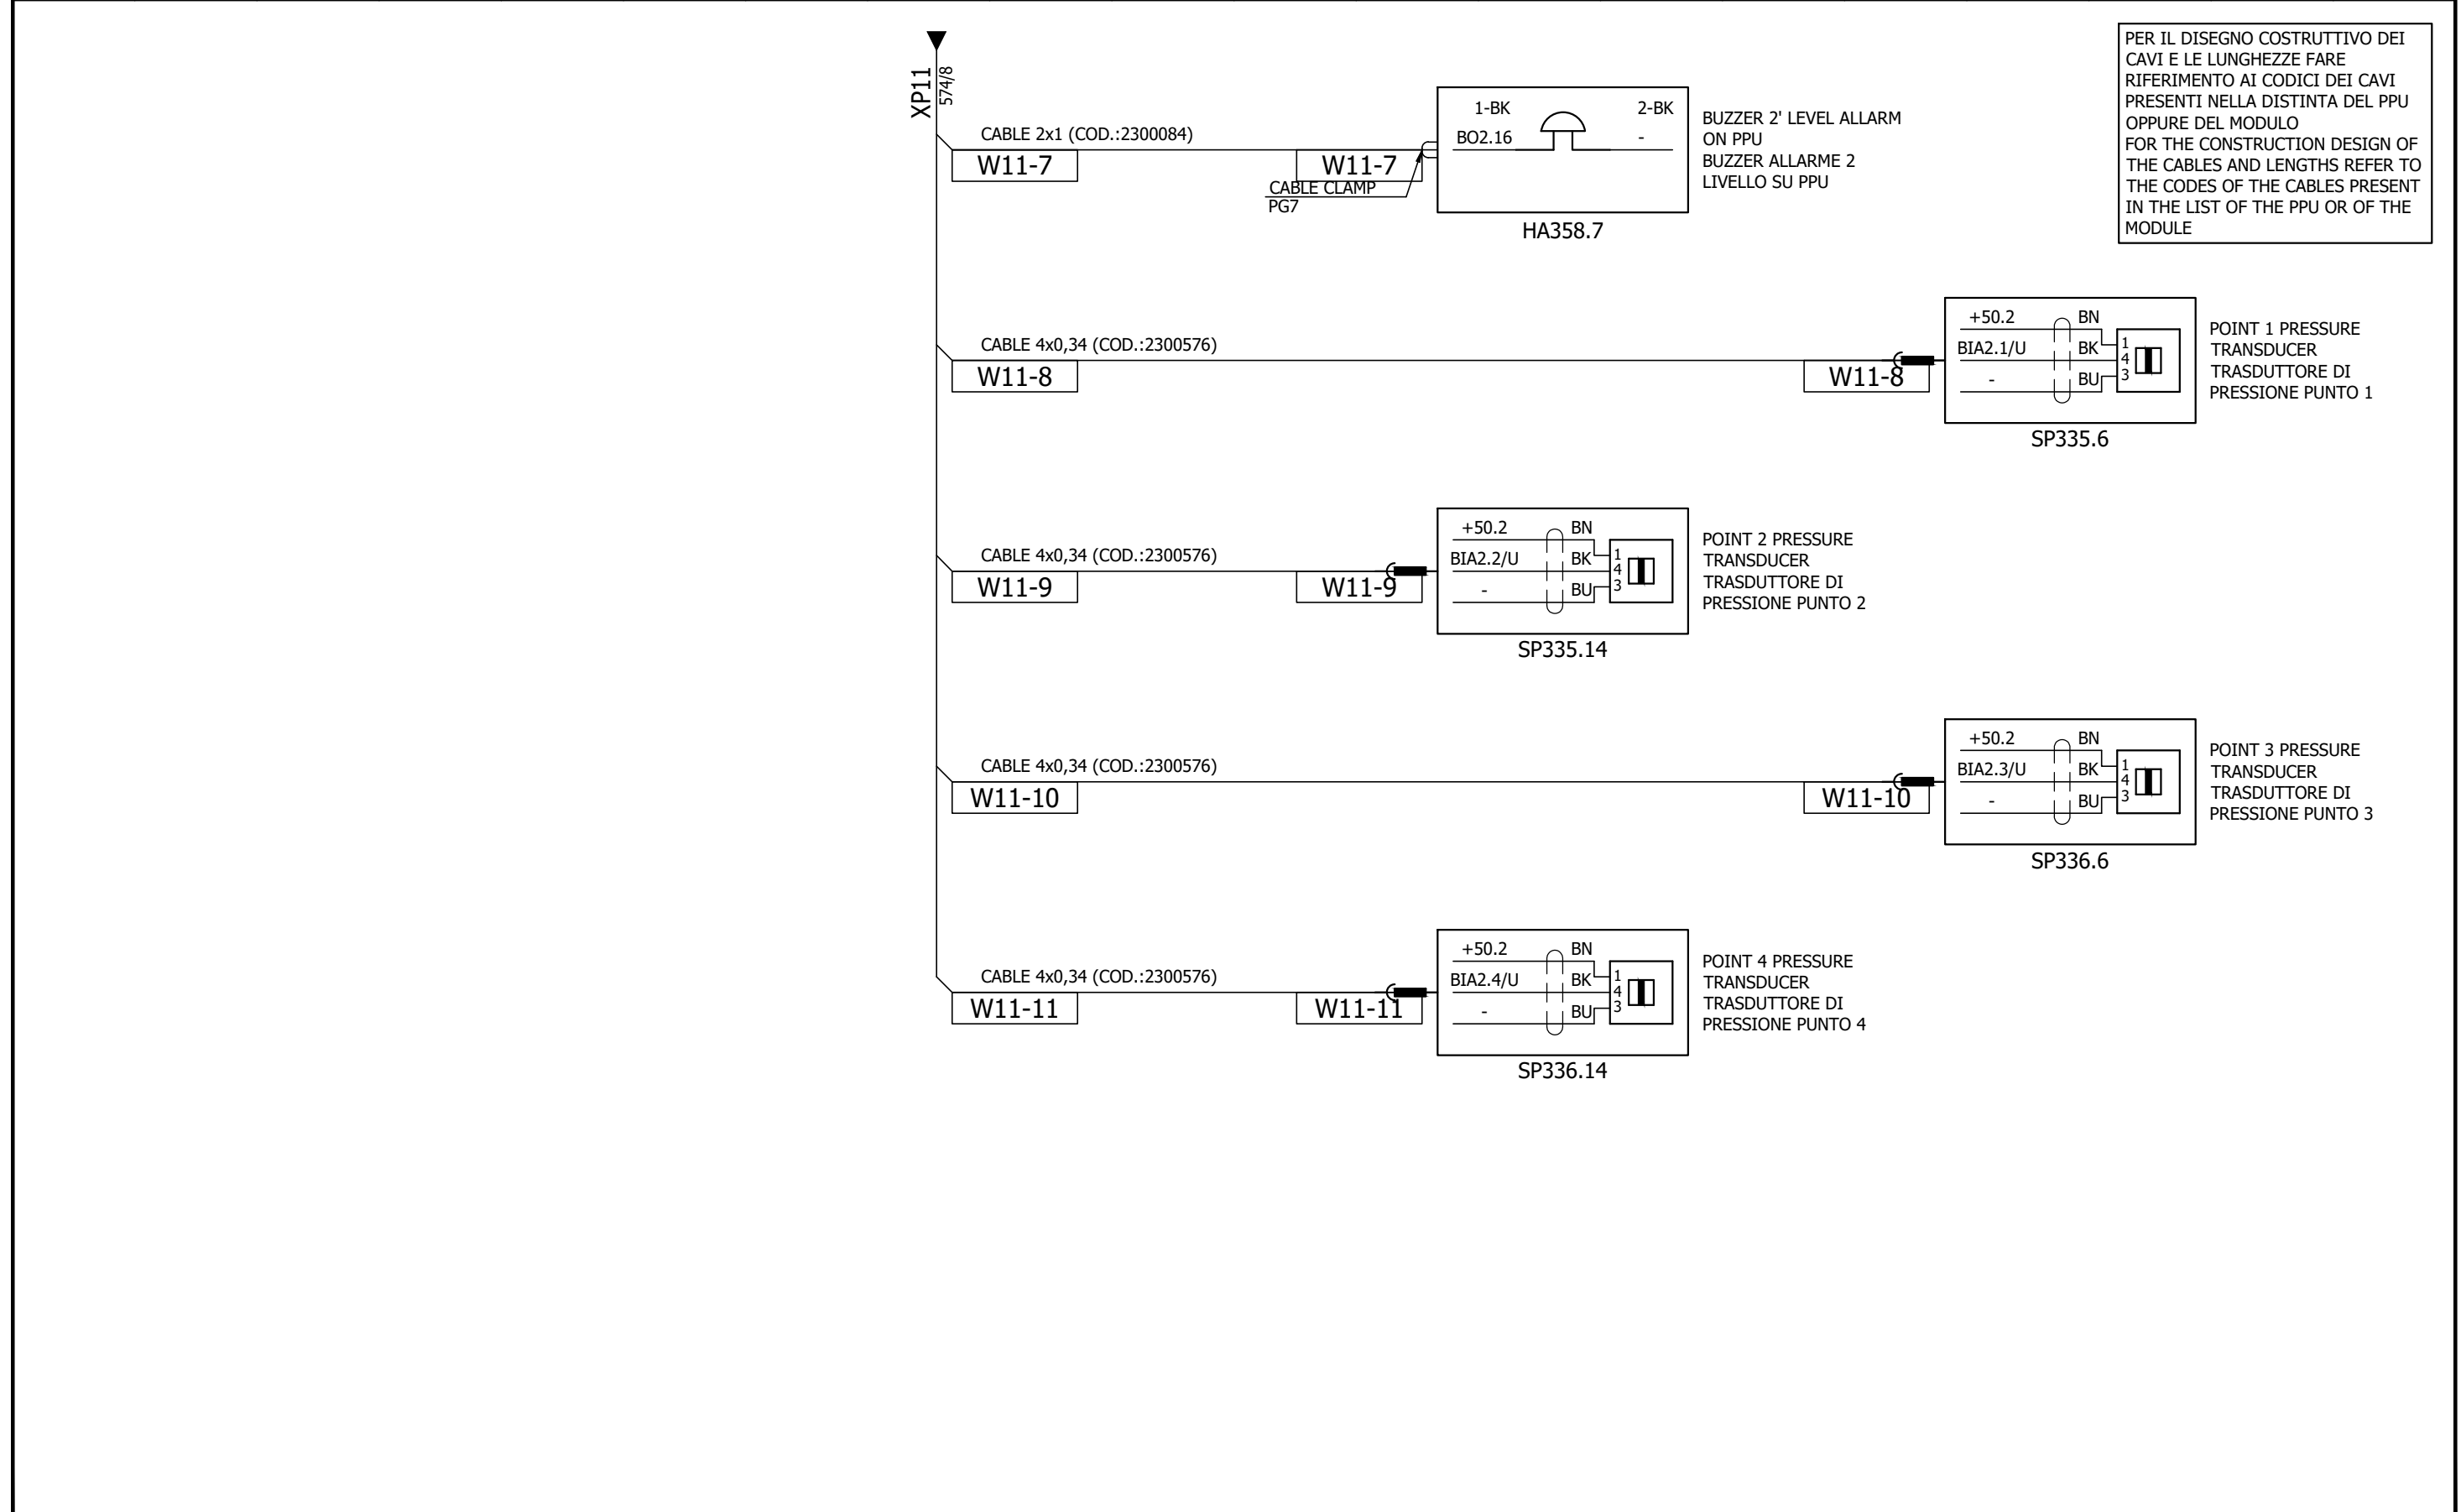 XP11
574/8
CABLE 2x1 (COD.:2300084)
W11-7
W11-7
CABLE CLAMP
PG7
1-BK
2-BK
BO2.16
-
HA358.7
BUZZER 2' LEVEL ALLARM
ON PPU
BUZZER ALLARME 2
LIVELLO SU PPU
PER IL DISEGNO COSTRUTTIVO DEI
CAVI E LE LUNGHEZZE FARE
RIFERIMENTO AI CODICI DEI CAVI
PRESENTI NELLA DISTINTA DEL PPU
OPPURE DEL MODULO
FOR THE CONSTRUCTION DESIGN OF
THE CABLES AND LENGTHS REFER TO
THE CODES OF THE CABLES PRESENT
IN THE LIST OF THE PPU OR OF THE
MODULE
CABLE 4x0,34 (COD.:2300576)
W11-8
W11-8
+50.2
BN
BIA2.1/U
BK
-
BU
1
4
3
SP335.6
POINT 1 PRESSURE
TRANSDUCER
TRASDUTTORE DI
PRESSIONE PUNTO 1
CABLE 4x0,34 (COD.:2300576)
W11-9
W11-9
+50.2
BN
BIA2.2/U
BK
-
BU
1
4
3
SP335.14
POINT 2 PRESSURE
TRANSDUCER
TRASDUTTORE DI
PRESSIONE PUNTO 2
CABLE 4x0,34 (COD.:2300576)
W11-10
W11-10
+50.2
BN
BIA2.3/U
BK
-
BU
1
4
3
SP336.6
POINT 3 PRESSURE
TRANSDUCER
TRASDUTTORE DI
PRESSIONE PUNTO 3
CABLE 4x0,34 (COD.:2300576)
W11-11
W11-11
+50.2
BN
BIA2.4/U
BK
-
BU
1
4
3
SP336.14
POINT 4 PRESSURE
TRANSDUCER
TRASDUTTORE DI
PRESSIONE PUNTO 4